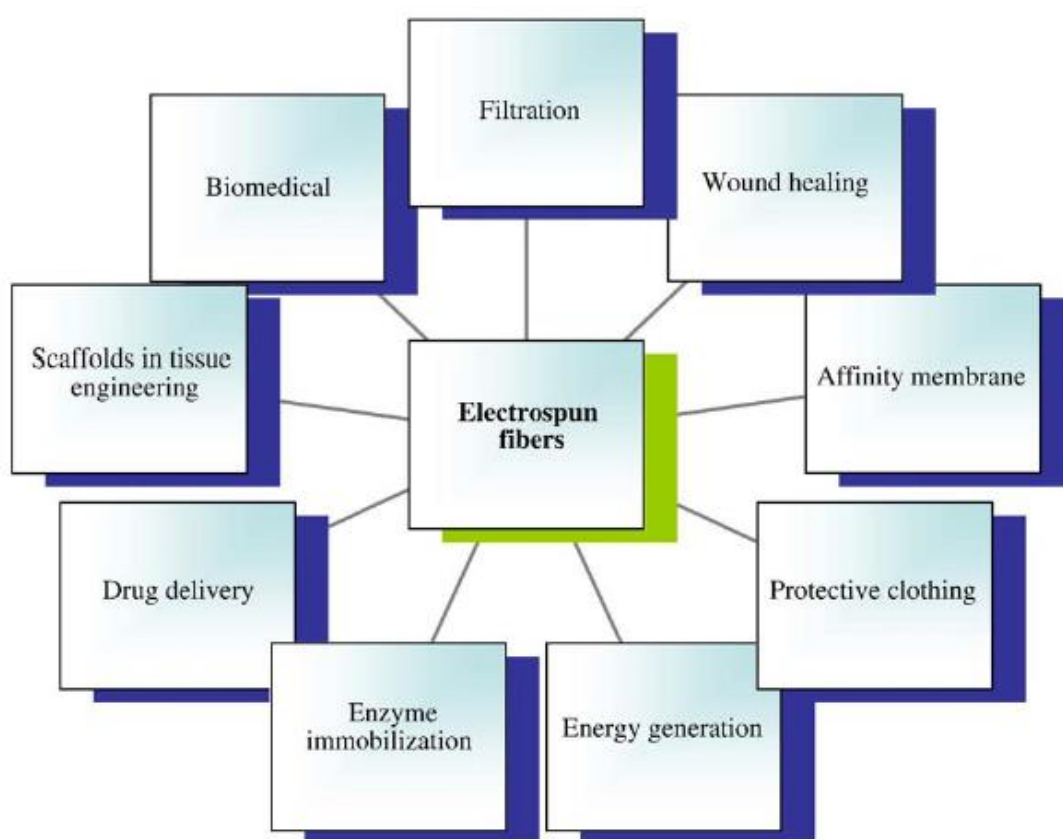 Filtration
Biomedical
Wound healing
Scaffolds in tissue
engineering
Electrospun
fibers
Affinity membrane
Drug delivery
Protective clothing
Enzyme
immobilization
Energy generation